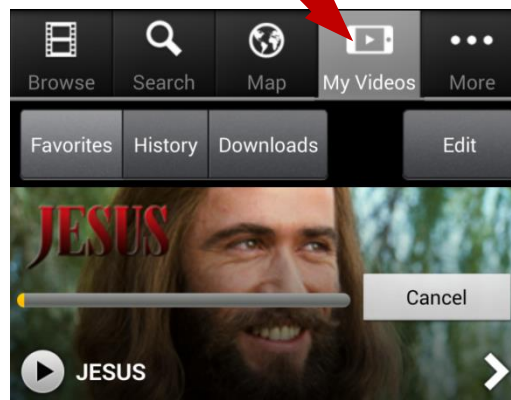 Browse Search Map My Videos More
Favorites History Downloads Edit
JESUS
Cancel
JESUS